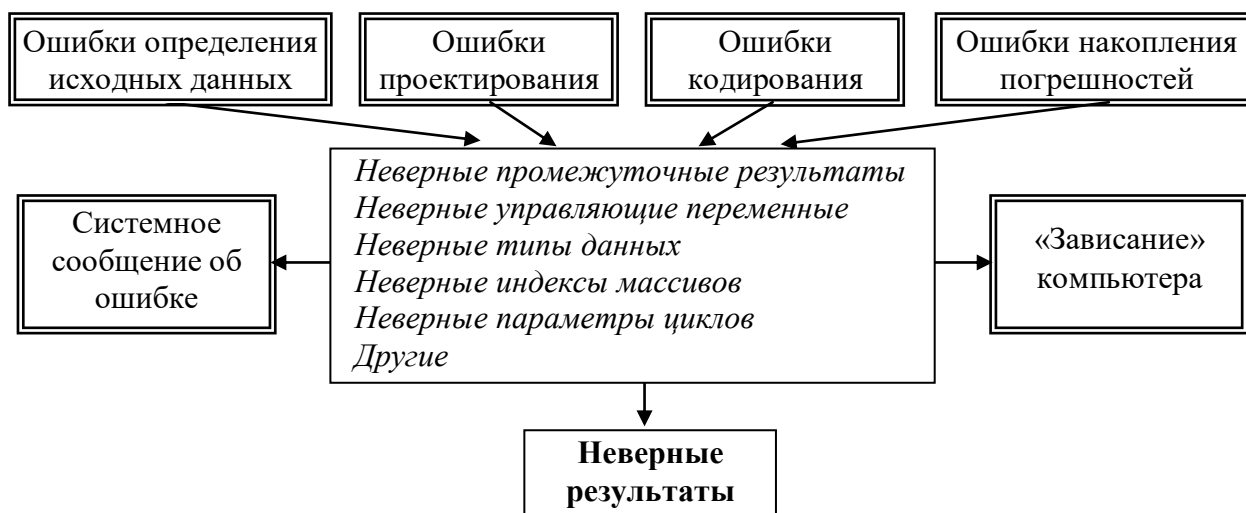 Ошибки определения
исходных данных
Ошибки
проектирования
Ошибки
кодирования
Ошибки накопления
погрешностей
Неверные промежуточные результаты
Неверные управляющие переменные
Неверные типы данных
Неверные индексы массивов
Неверные параметры циклов
Другие
Системное
сообщение об
ошибке
«Зависание»
компьютера
Неверные
результаты